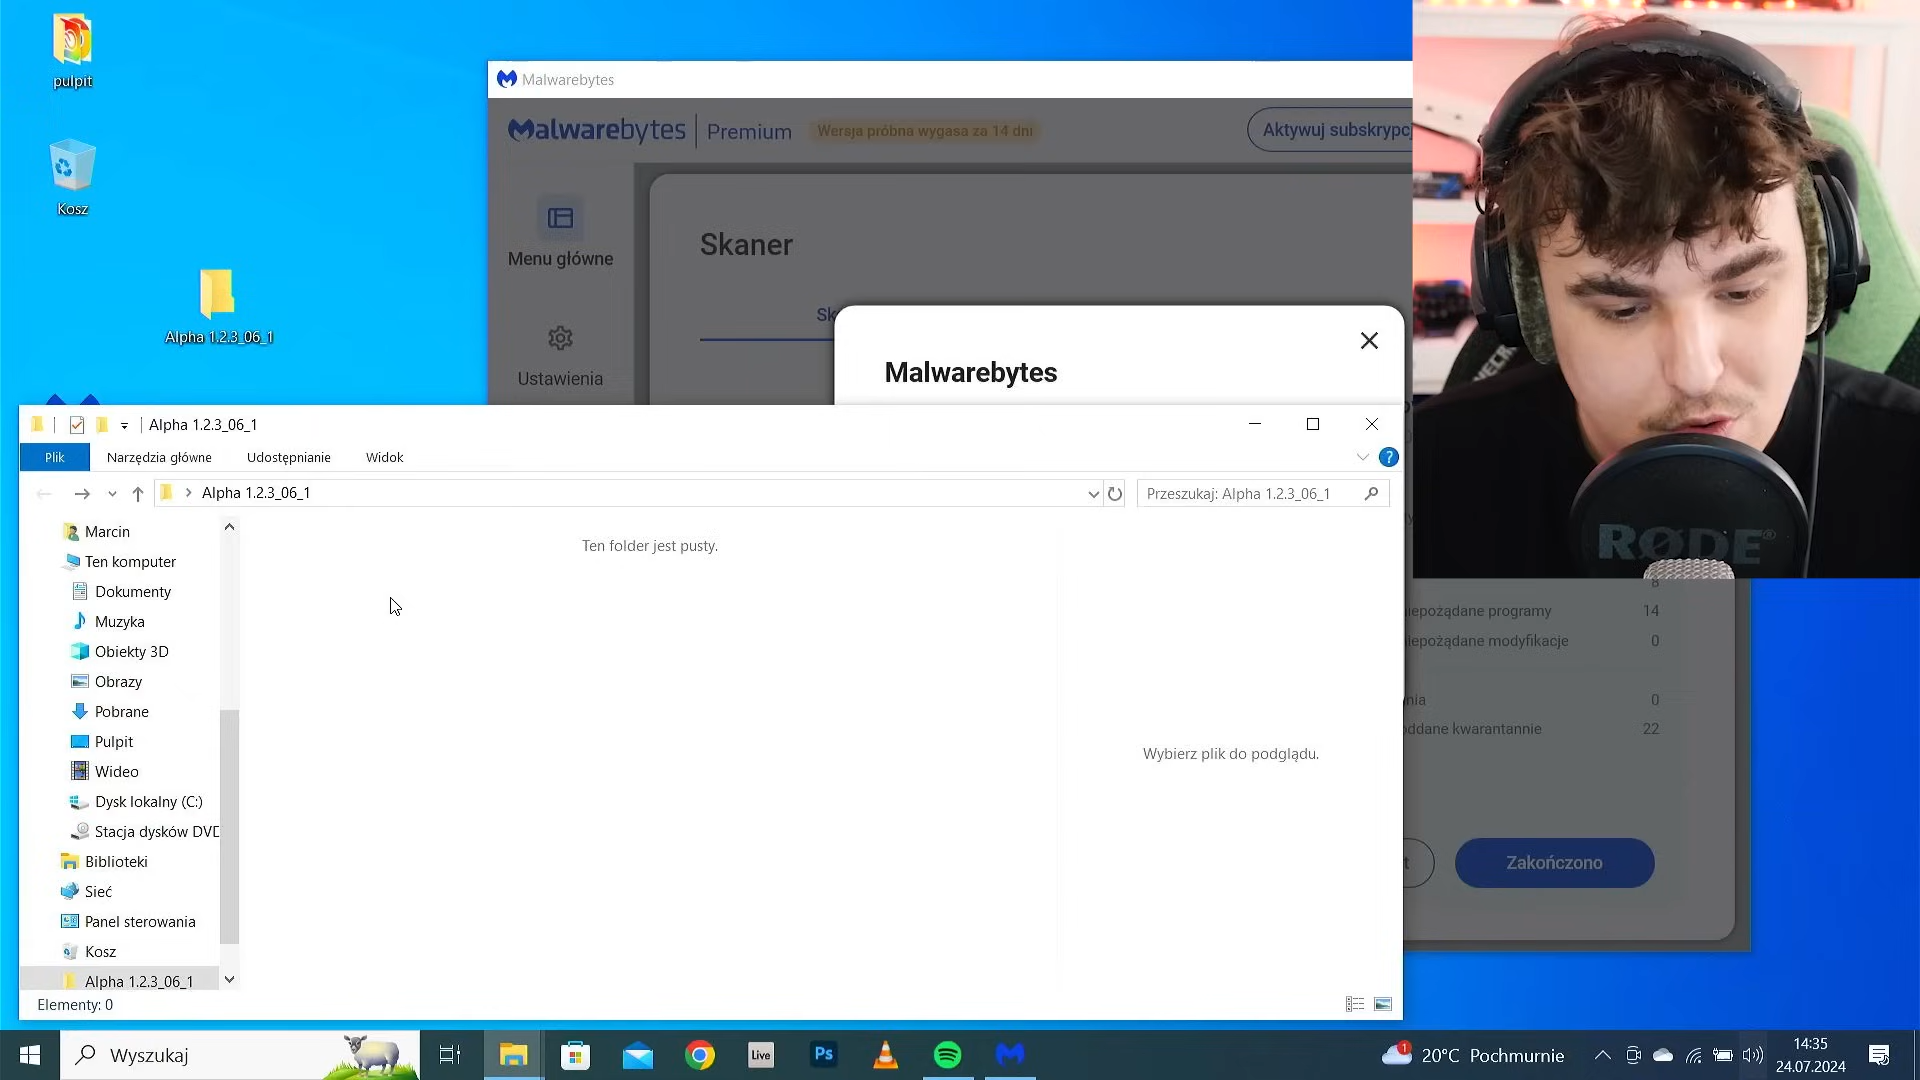 pulpit
Kosz
Alpha 1.2.3_06_1
Malwarebytes
Malwarebytes Premium Wersja próbna wygasa za 14 dni
Aktywuj subskrypcj
Menu główne
Ustawienia
Skaner
Sk
Malwarebytes
Alpha 1.2.3_06_1
Plik Narzędzia główne Udostępnianie Widok
Alpha 1.2.3_06_1
Przeszukaj: Alpha 1.2.3_06_1
Marcin
Ten komputer
Dokumenty
Muzyka
Obiekty 3D
Obrazy
Pobrane
Pulpit
Wideo
Dysk lokalny (C:)
Stacja dysków DVD
Biblioteki
Sieć
Panel sterowania
Kosz
Alpha 1.2.3_06_1
Ten folder jest pusty.
Wybierz plik do podglądu.
Elementy: 0
8
iepożądane programy 14
iepożądane modyfikacje 0
nia 0
oddane kwarantannie 22
t
Zakończono
RØDE®
Wyszukaj
Live
Ps
1
20°C Pochmurnie
14:35
24.07.2024